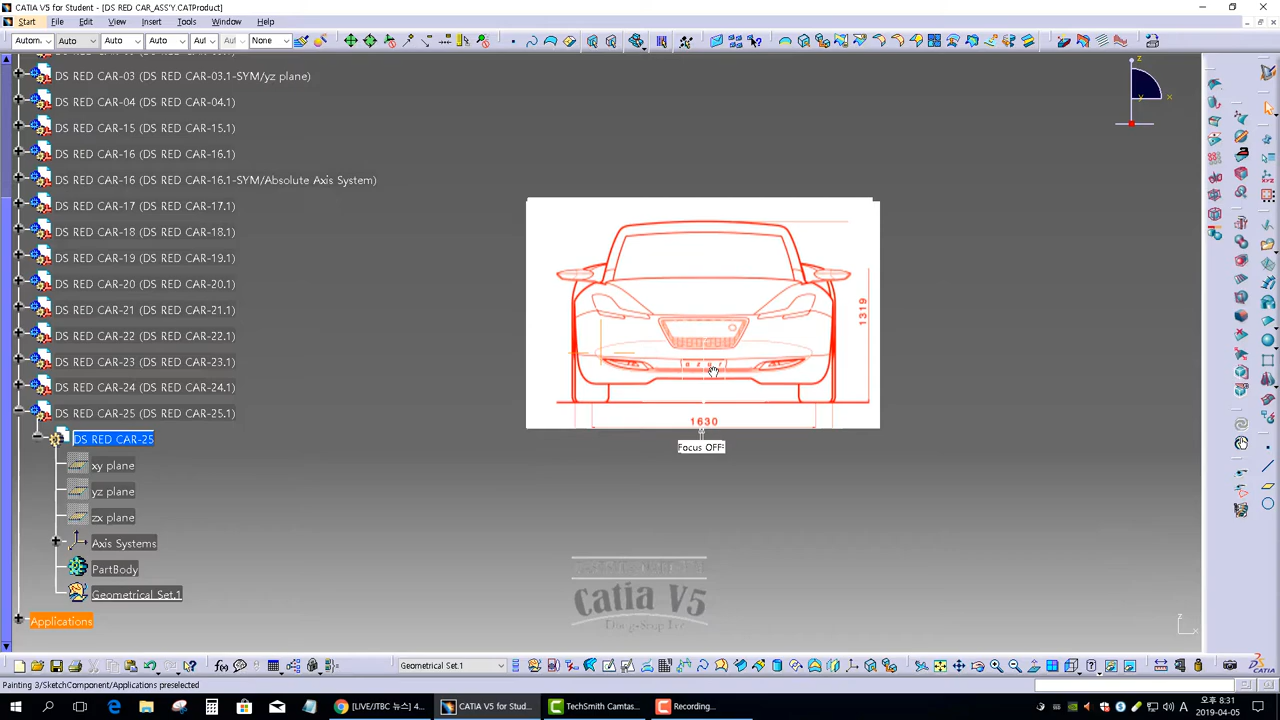 CATIA V5 for Student - [DS RED CAR_ASS'Y.CATProduct]
Start File Edit View Insert Tools Window Help
Autom. Auto Auto Auto Aut Aut None
DS RED CAR-03 (DS RED CAR-03.1-SYM/yz plane)
DS RED CAR-04 (DS RED CAR-04.1)
DS RED CAR-15 (DS RED CAR-15.1)
DS RED CAR-16 (DS RED CAR-16.1)
DS RED CAR-16 (DS RED CAR-16.1-SYM/Absolute Axis System)
DS RED CAR-17 (DS RED CAR-17.1)
DS RED CAR-18 (DS RED CAR-18.1)
DS RED CAR-19 (DS RED CAR-19.1)
DS RED CAR-20 (DS RED CAR-20.1)
DS RED CAR-21 (DS RED CAR-21.1)
DS RED CAR-22 (DS RED CAR-22.1)
DS RED CAR-23 (DS RED CAR-23.1)
DS RED CAR-24 (DS RED CAR-24.1)
DS RED CAR-25 (DS RED CAR-25.1)
DS RED CAR-25
xy plane
yz plane
zx plane
Axis Systems
PartBody
Geometrical Set.1
Applications
z
x
y
1319
1630
Focus OFF
Catia V5
z
x
Geometrical Set.1
Painting 3/SketchComponent/Applications preselected
[LIVE/JTBC 뉴스] 4...
CATIA V5 for Stud...
TechSmith Camtas...
Recording...
A
오후 8:31
2019-04-05